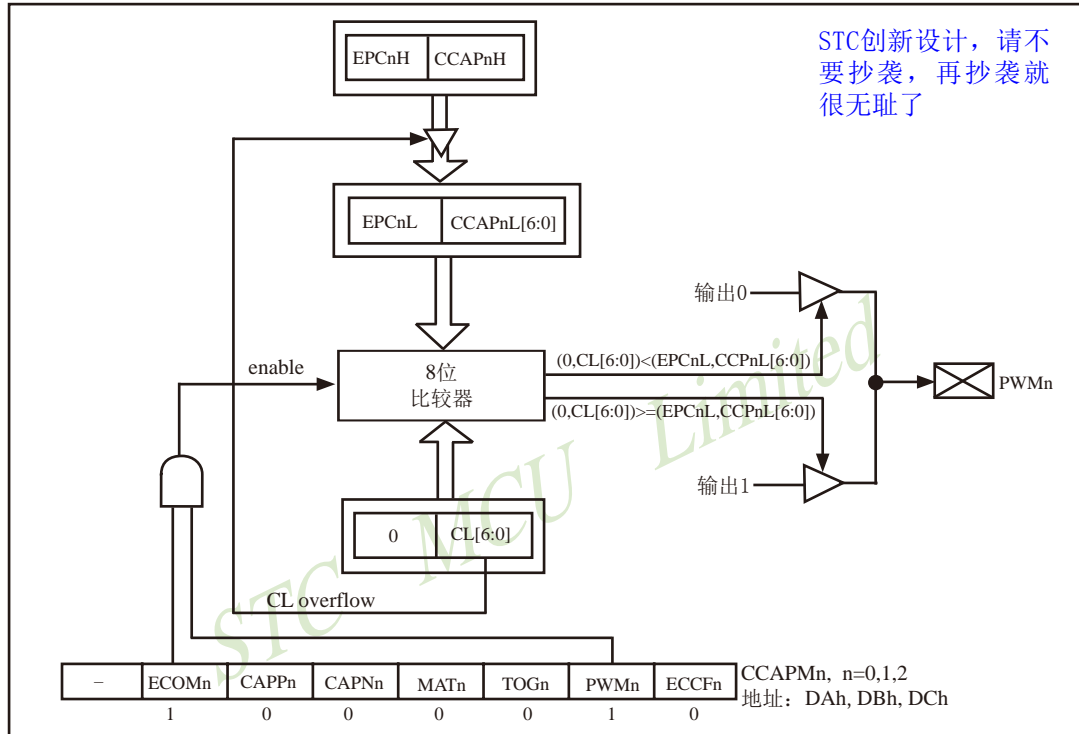 EPCnH CCAPnH
STC创新设计，请不
要抄袭，再抄袭就
很无耻了
EPCnL CCAPnL[6:0]
输出0
enable
8位
比较器
(0,CL[6:0])<(EPCnL,CCPnL[6:0])
(0,CL[6:0])>=(EPCnL,CCPnL[6:0])
PWMn
输出1
0 CL[6:0]
CL overflow
STC MCU Limited
– ECOMn CAPPn CAPNn MATn TOGn PWMn ECCFn
1 0 0 0 0 1 0
CCAPMn, n=0,1,2
地址：DAh, DBh, DCh